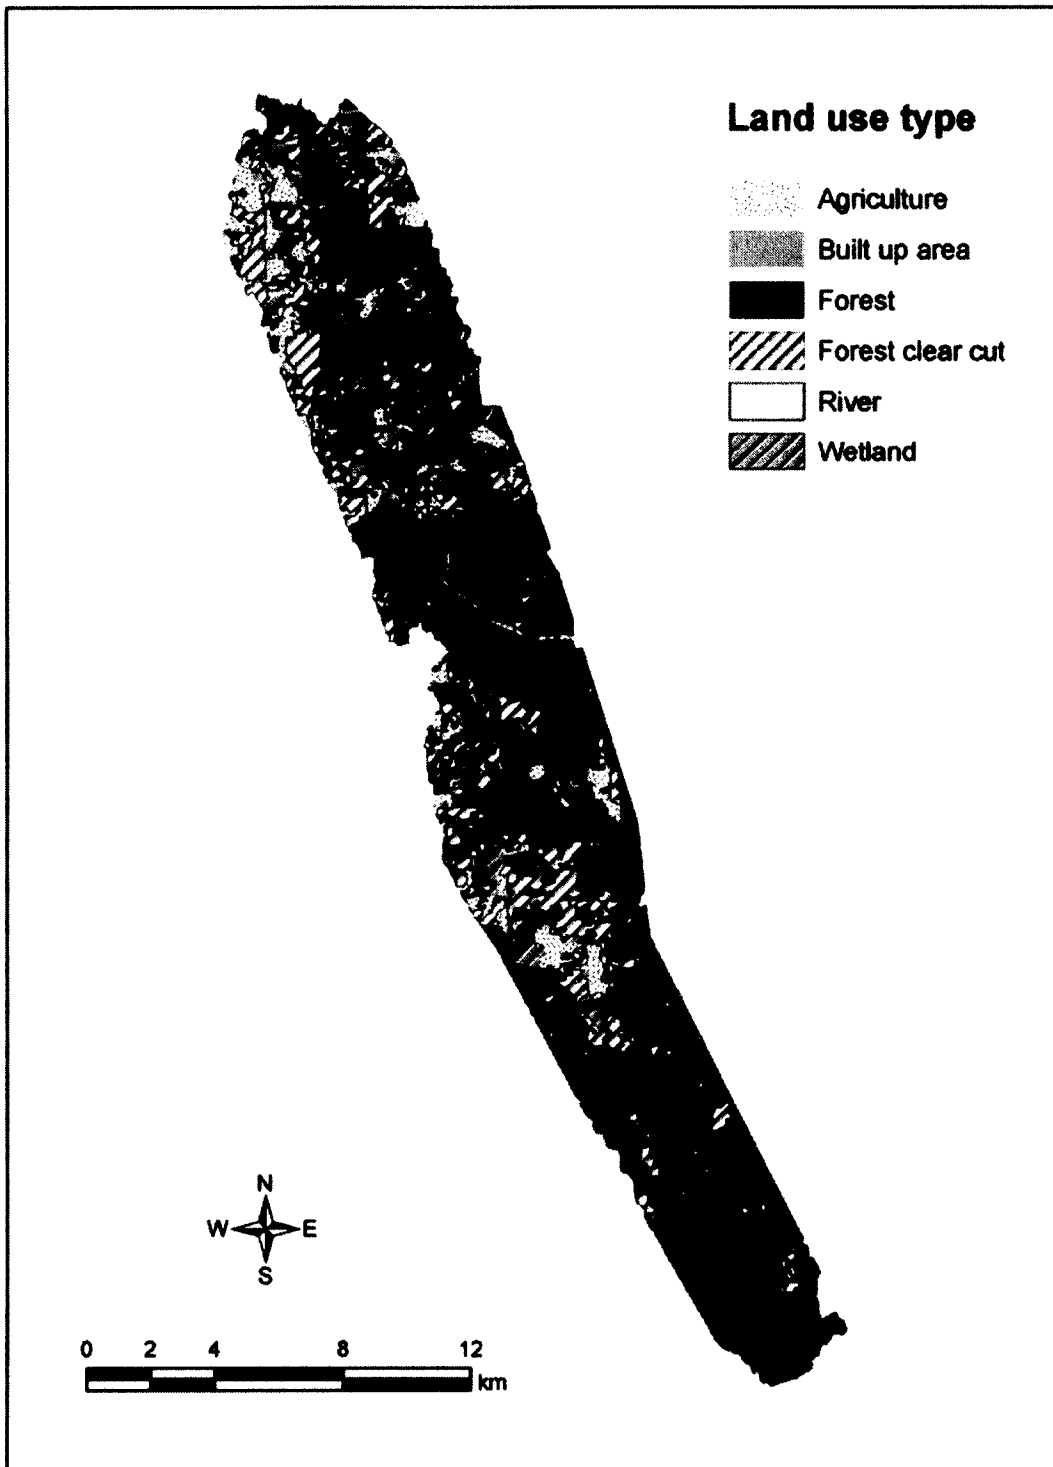 Land use type
Agriculture
Built up area
Forest
Forest clear cut
River
Wetland
N
W E
S
0 2 4 8 12
km